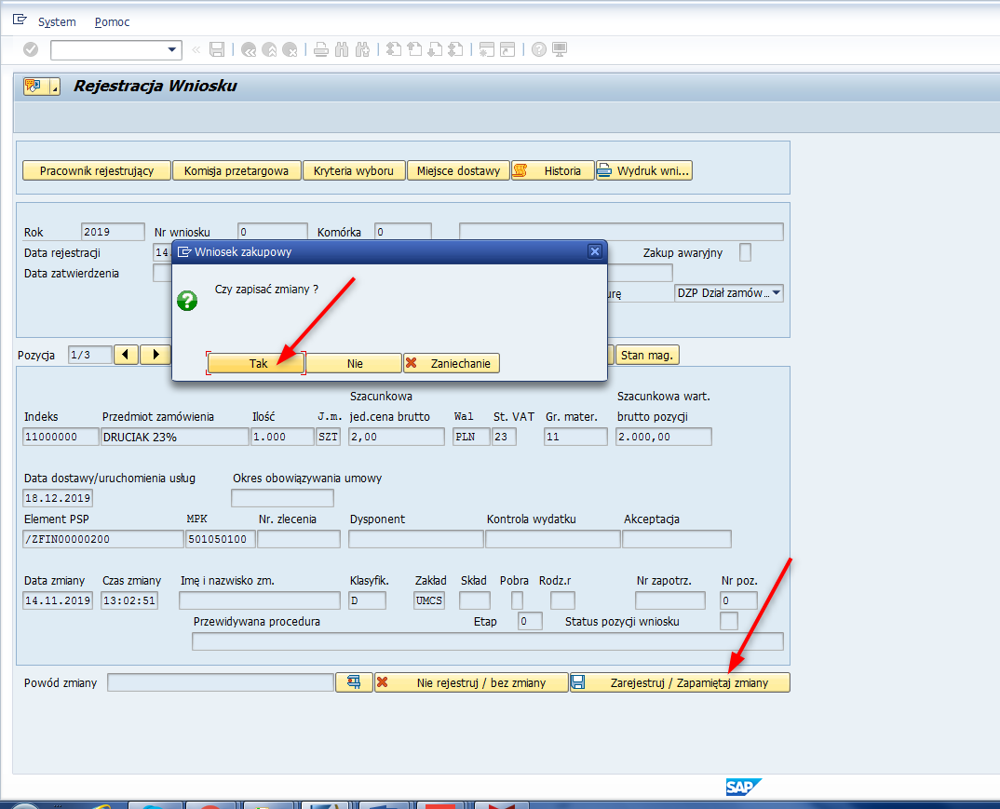 System Pomoc
Rejestracja Wniosku
Pracownik rejestrujący Komisja przetargowa Kryteria wyboru Miejsce dostawy Historia Wydruk wni...
Rok 2019 Nr wniosku 0 Komórka 0
Data rejestracji 14 Zakup awaryjny
Data zatwierdzenia
urę DZP Dział zamów...
Wniosek zakupowy
Czy zapisać zmiany ?
Tak Nie Zaniechanie
Pozycja 1/3 Stan mag.
Szacunkowa Szacunkowa wart.
Indeks Przedmiot zamówienia Ilość J.m. jed.cena brutto Wal St. VAT Gr. mater. brutto pozycji
11000000 DRUCIAK 23% 1.000 SZT 2,00 PLN 23 11 2.000,00
Data dostawy/uruchomienia usług Okres obowiązywania umowy
18.12.2019
Element PSP MPK Nr. zlecenia Dysponent Kontrola wydatku Akceptacja
/ZFIN00000200 501050100
Data zmiany Czas zmiany Imę i nazwisko zm. Klasyfik. Zakład Skład Pobra Rodz.r Nr zapotrz. Nr poz.
14.11.2019 13:02:51 D UMCS 0
Przewidywana procedura Etap 0 Status pozycji wniosku
Powód zmiany Nie rejestruj / bez zmiany Zarejestruj / Zapamiętaj zmiany
SAP